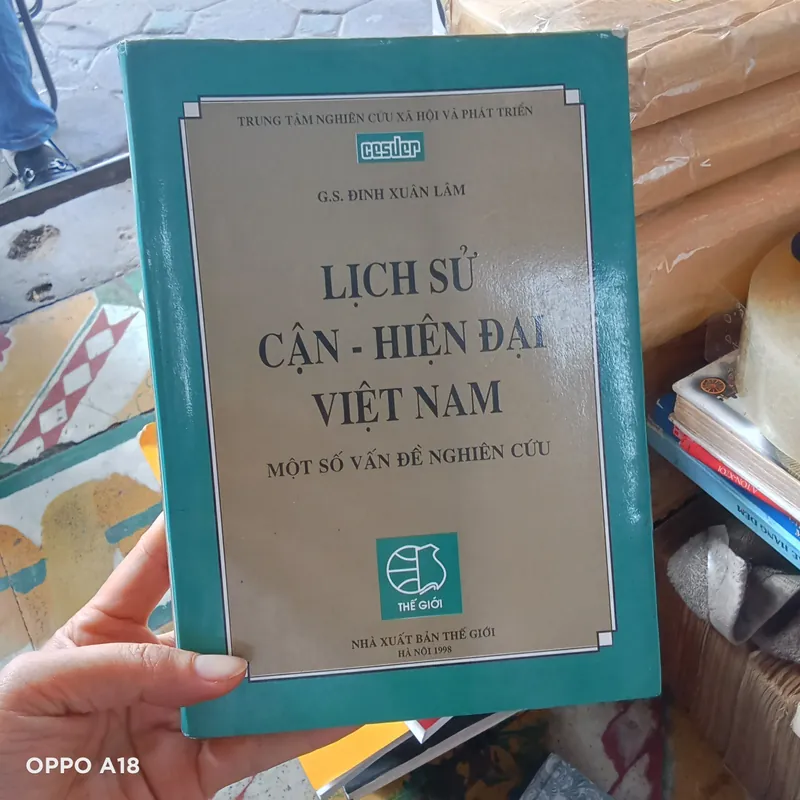 TRUNG TÂM NGHIÊN CỨU XÃ HỘI VÀ PHÁT TRIỂN
cesder
G.S. ĐINH XUÂN LÂM
LỊCH SỬ
CẬN - HIỆN ĐẠI
VIỆT NAM
MỘT SỐ VẤN ĐỀ NGHIÊN CỨU
THẾ GIỚI
NHÀ XUẤT BẢN THẾ GIỚI
HÀ NỘI 1998
OPPO A18